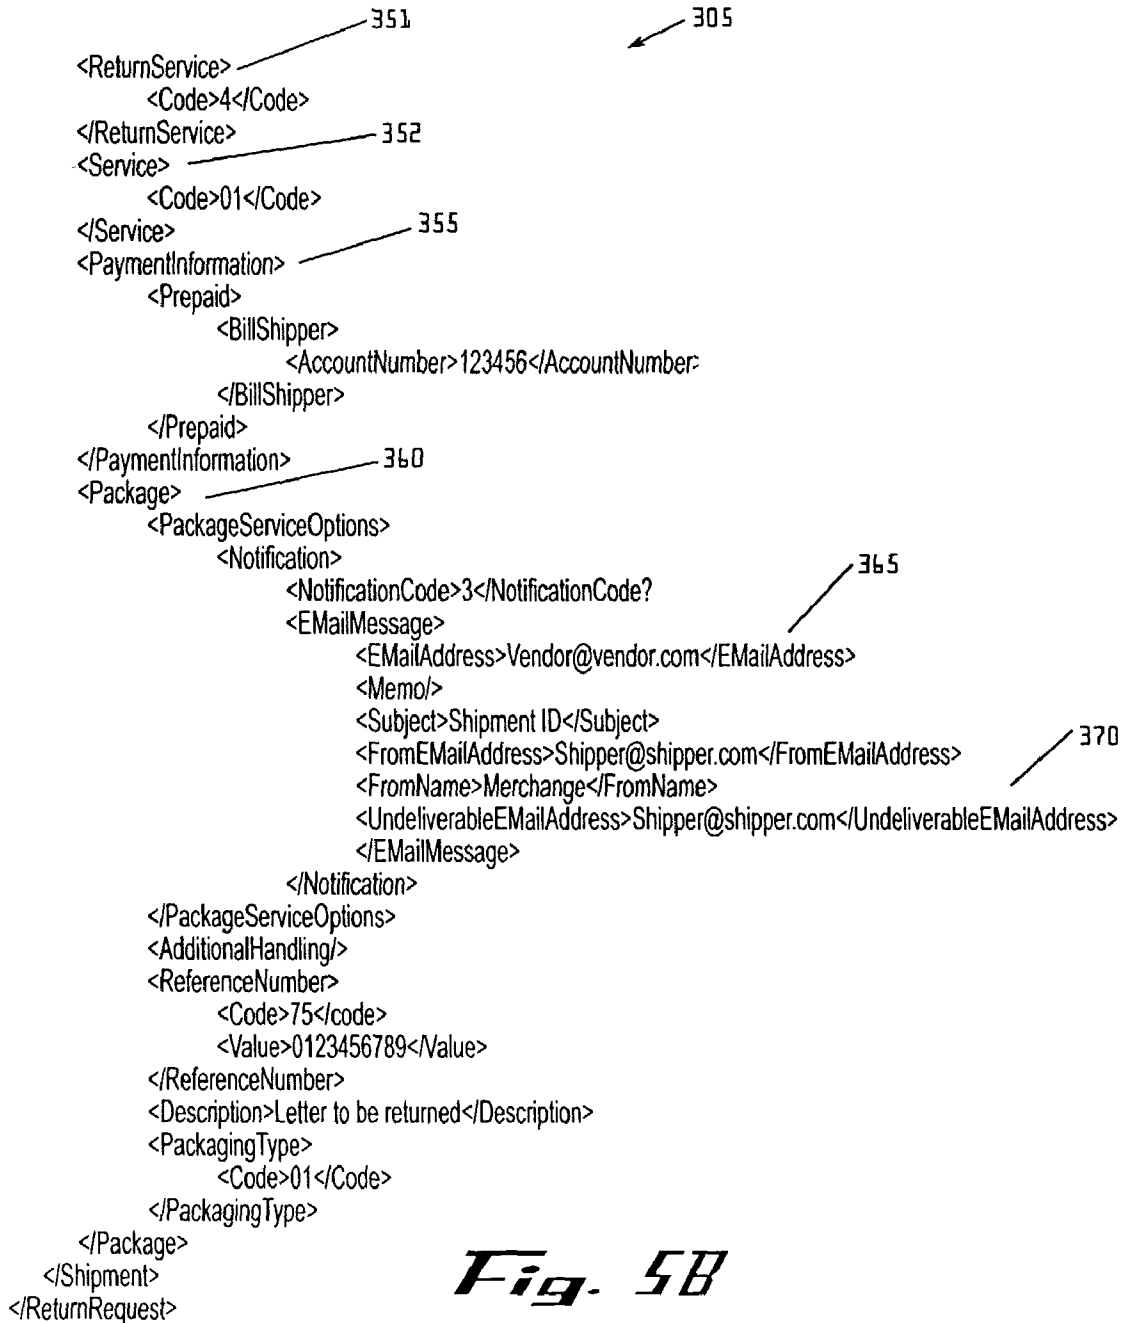 351
305
<ReturnService>
<Code>4</Code>
</ReturnService>
352
<Service>
<Code>01</Code>
</Service>
355
<PaymentInformation>
<Prepaid>
<BillShipper>
<AccountNumber>123456</AccountNumber>
</BillShipper>
</Prepaid>
</PaymentInformation>
360
<Package>
<PackageServiceOptions>
<Notification>
365
<NotificationCode>3</NotificationCode?
<EMailMessage>
<EMailAddress>Vendor@vendor.com</EMailAddress>
<Memo/>
<Subject>Shipment ID</Subject>
370
<FromEMailAddress>Shipper@shipper.com</FromEMailAddress>
<FromName>Merchange</FromName>
<UndeliverableEMailAddress>Shipper@shipper.com</UndeliverableEMailAddress>
</EMailMessage>
</Notification>
</PackageServiceOptions>
<AdditionalHandling/>
<ReferenceNumber>
<Code>75</code>
<Value>0123456789</Value>
</ReferenceNumber>
<Description>Letter to be returned</Description>
<PackagingType>
<Code>01</Code>
</PackagingType>
</Package>
</Shipment>
</ReturnRequest>
Fig. 5B